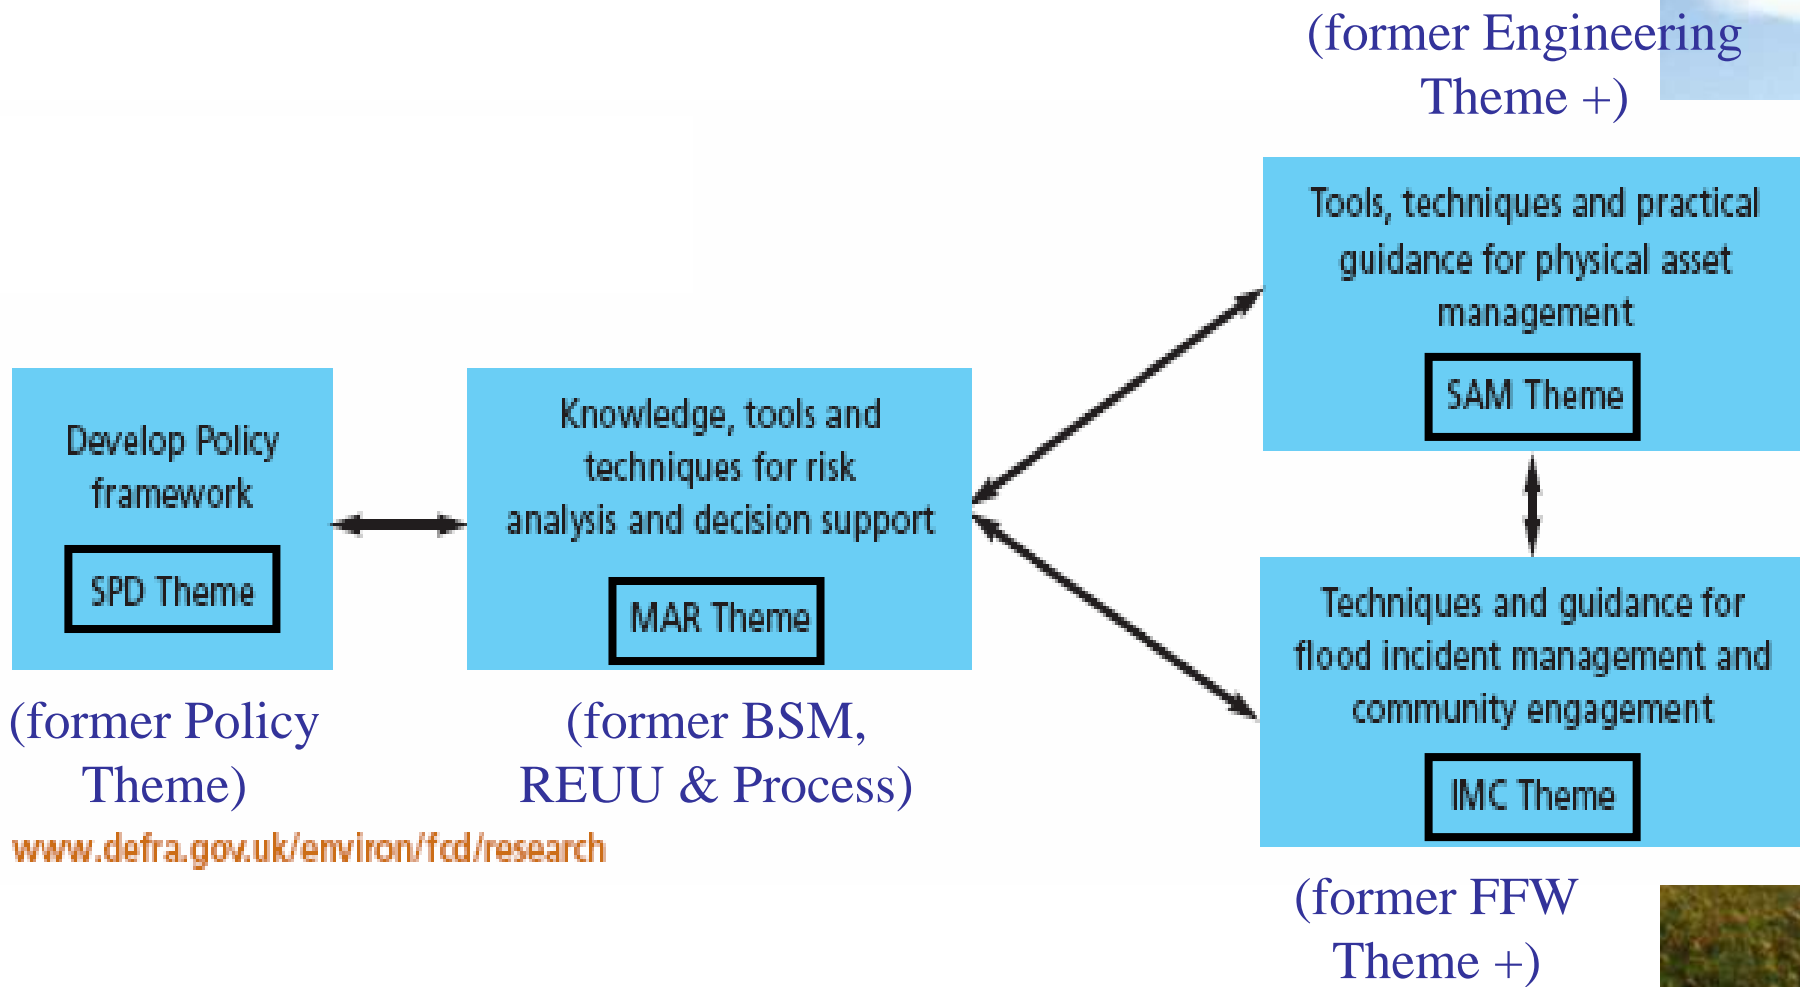 (former Engineering
Theme +)
Tools, techniques and practical
guidance for physical asset
management
SAM Theme
Develop Policy
framework
SPD Theme
(former Policy
Theme)
Knowledge, tools and
techniques for risk
analysis and decision support
MAR Theme
(former BSM,
REUU & Process)
Techniques and guidance for
flood incident management and
community engagement
IMC Theme
(former FFW
Theme +)
www.defra.gov.uk/environ/fcd/research